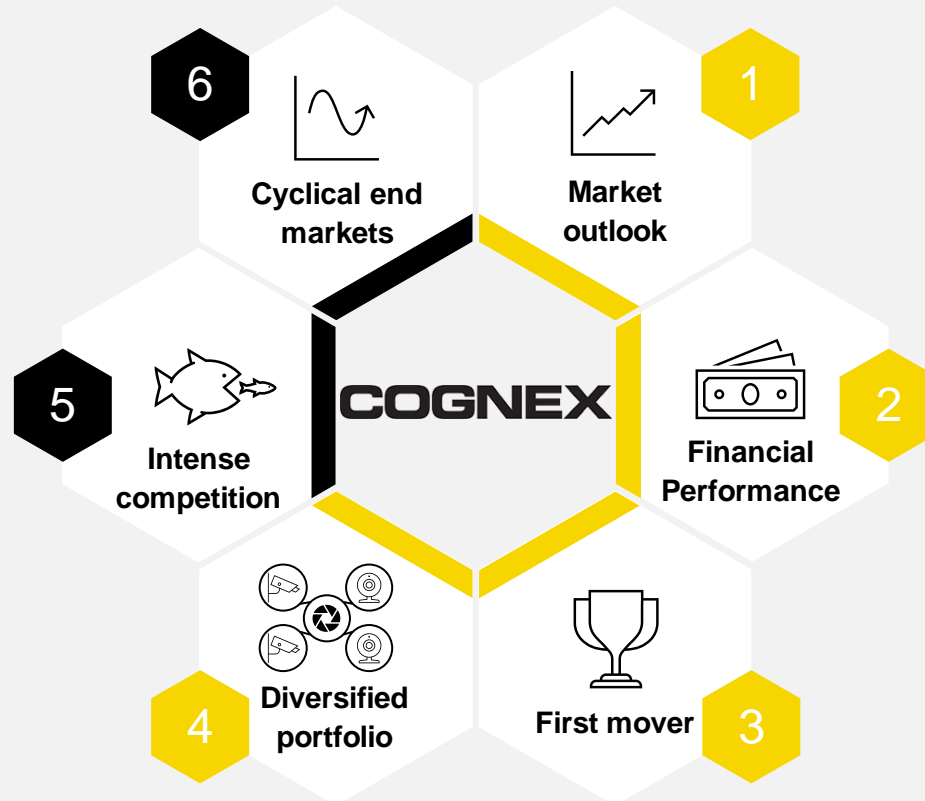 6
Cyclical end
markets
1
Market
outlook
5
Intense
competition
COGNEX
2
Financial
Performance
4
Diversified
portfolio
First mover
3